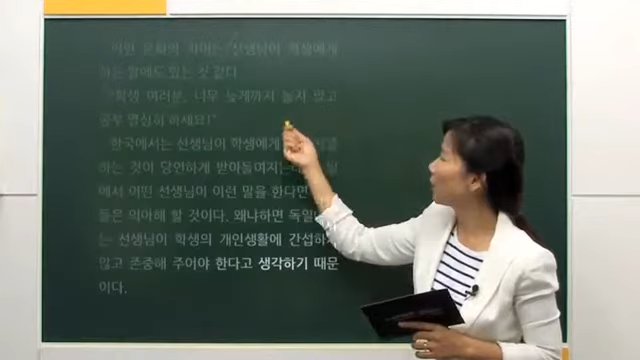 이런 문화의 차이는 선생님이 학생에게
하는 말에도 있는 것 같다
"학생 여러분, 너무 늦게까지 놀지 말고
공부 열심히 하세요!"
한국에서는 선생님이 학생에게
하는 것이 당연하게 받아들여지는데
에서 어떤 선생님이 이런 말을 한다면
들은 의아해 할 것이다. 왜냐하면 독일
는 선생님이 학생의 개인생활에 간섭하지
않고 존중해 주어야 한다고 생각하기 때문
이다.